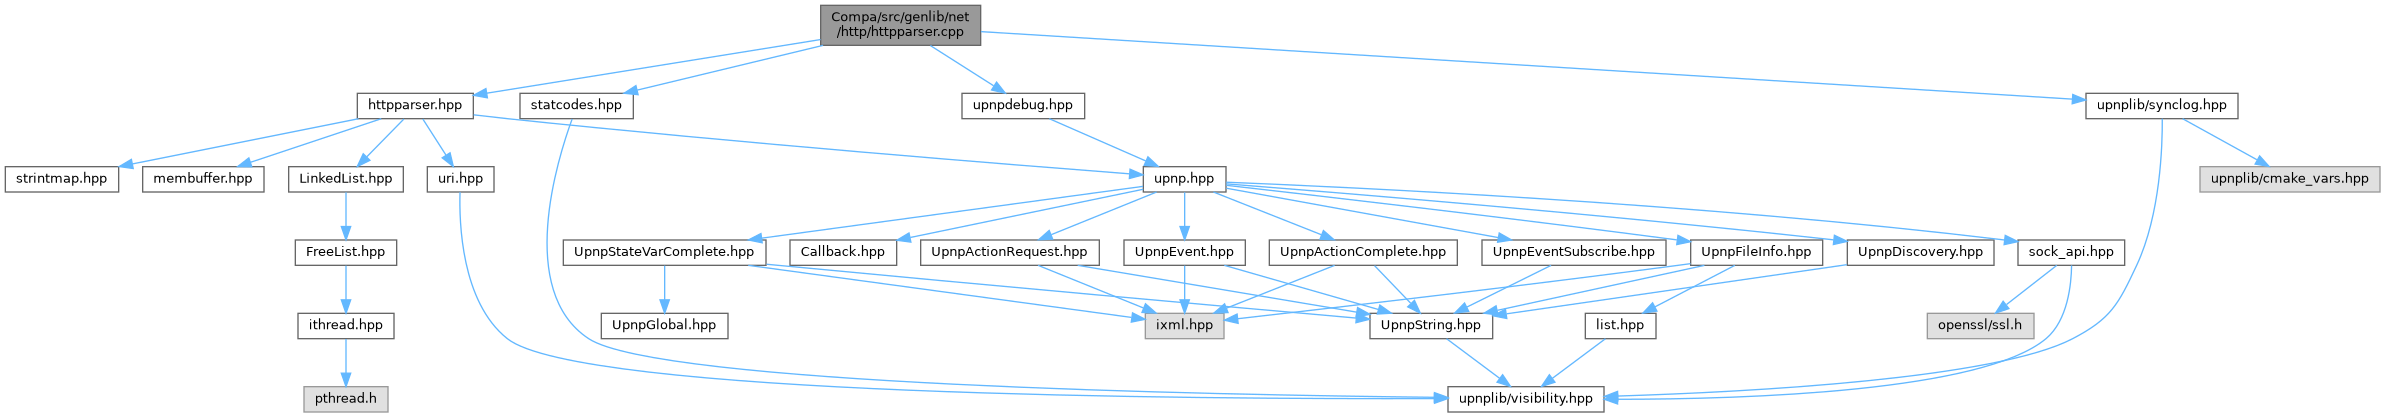 Compa/src/genlib/net
/http/httpparser.cpp
httpparser.hpp
statcodes.hpp
upnpdebug.hpp
upnplib/synclog.hpp
strintmap.hpp
membuffer.hpp
LinkedList.hpp
uri.hpp
upnp.hpp
upnplib/cmake_vars.hpp
FreeList.hpp
UpnpStateVarComplete.hpp
Callback.hpp
UpnpActionRequest.hpp
UpnpEvent.hpp
UpnpActionComplete.hpp
UpnpEventSubscribe.hpp
UpnpFileInfo.hpp
UpnpDiscovery.hpp
sock_api.hpp
ithread.hpp
UpnpGlobal.hpp
ixml.hpp
UpnpString.hpp
list.hpp
openssl/ssl.h
pthread.h
upnplib/visibility.hpp